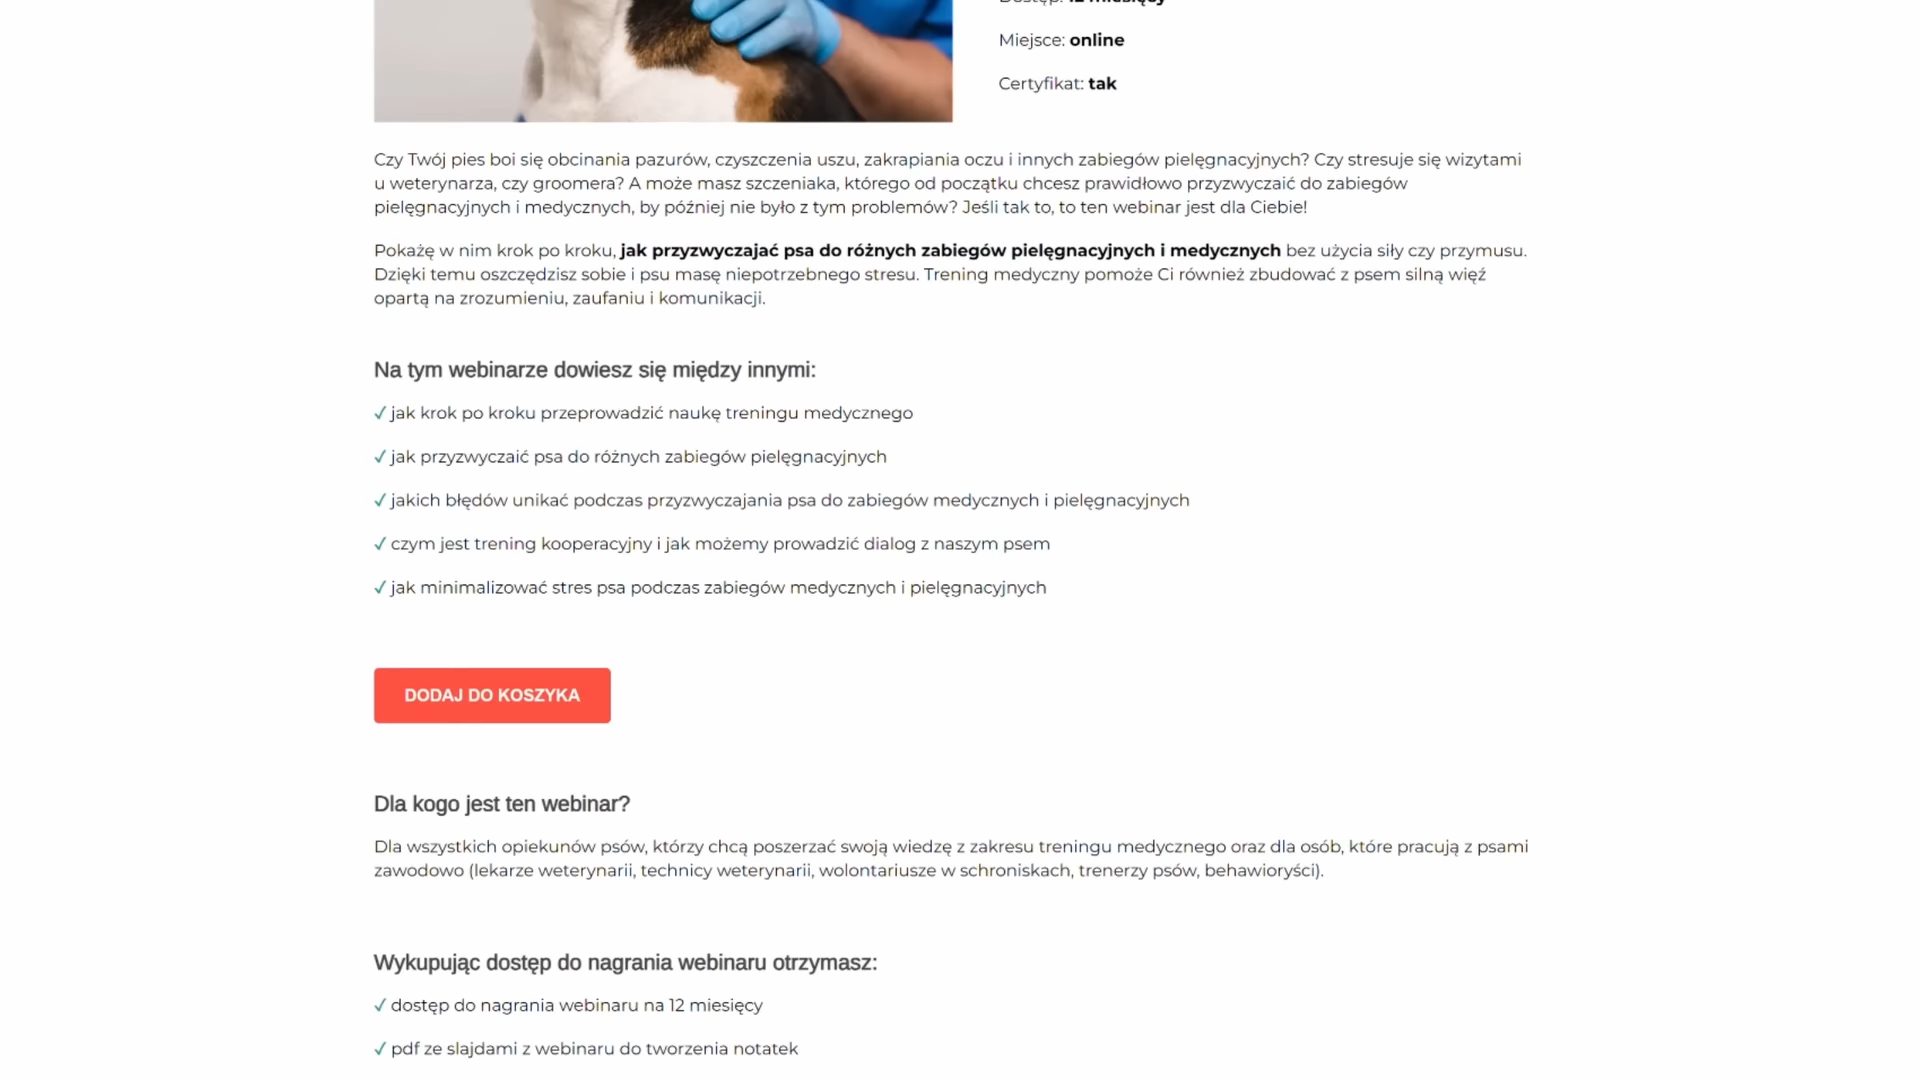 Dostęp: 12 miesięcy
Miejsce: online
Certyfikat: tak
Czy Twój pies boi się obcinania pazurów, czyszczenia uszu, zakrapiania oczu i innych zabiegów pielęgnacyjnych? Czy stresuje się wizytami
u weterynarza, czy groomera? A może masz szczeniaka, którego od początku chcesz prawidłowo przyzwyczaić do zabiegów
pielęgnacyjnych i medycznych, by później nie było z tym problemów? Jeśli tak to, to ten webinar jest dla Ciebie!
Pokażę w nim krok po kroku, jak przyzwyczajać psa do różnych zabiegów pielęgnacyjnych i medycznych bez użycia siły czy przymusu.
Dzięki temu oszczędzisz sobie i psu masę niepotrzebnego stresu. Trening medyczny pomoże Ci również zbudować z psem silną więź
opartą na zrozumieniu, zaufaniu i komunikacji.
Na tym webinarze dowiesz się między innymi:
✓ jak krok po kroku przeprowadzić naukę treningu medycznego
✓ jak przyzwyczaić psa do różnych zabiegów pielęgnacyjnych
✓ jakich błędów unikać podczas przyzwyczajania psa do zabiegów medycznych i pielęgnacyjnych
✓ czym jest trening kooperacyjny i jak możemy prowadzić dialog z naszym psem
✓ jak minimalizować stres psa podczas zabiegów medycznych i pielęgnacyjnych
DODAJ DO KOSZYKA
Dla kogo jest ten webinar?
Dla wszystkich opiekunów psów, którzy chcą poszerzać swoją wiedzę z zakresu treningu medycznego oraz dla osób, które pracują z psami
zawodowo (lekarze weterynarii, technicy weterynarii, wolontariusze w schroniskach, trenerzy psów, behawioryści).
Wykupując dostęp do nagrania webinaru otrzymasz:
✓ dostęp do nagrania webinaru na 12 miesięcy
✓ pdf ze slajdami z webinaru do tworzenia notatek